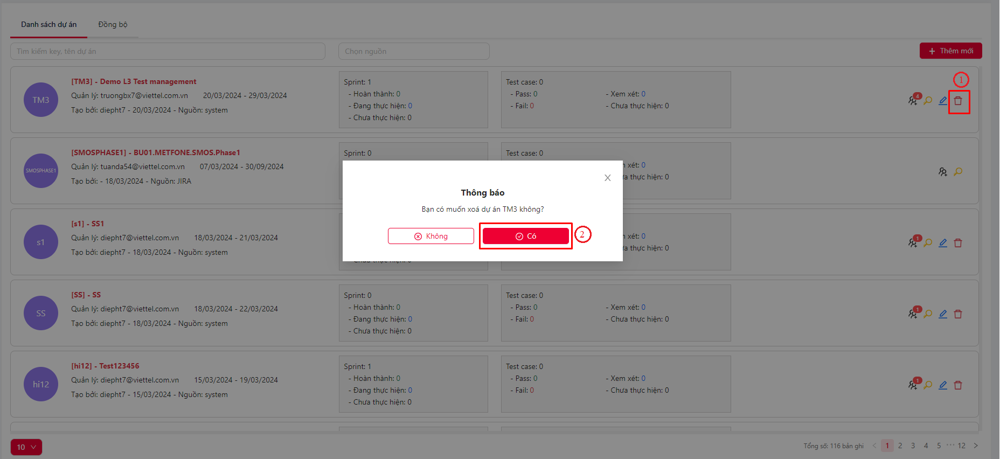 Danh sách dự án
Đồng bộ
Tìm kiếm key, tên dự án
Chọn nguồn
Thêm mới
TM3
[TM3] - Demo L3 Test management
Quản lý: truongbx7@viettel.com.vn 20/03/2024 - 29/03/2024
Tạo bởi: diepht7 - 20/03/2024 - Nguồn: system
Sprint: 1
- Hoàn thành: 0
- Đang thực hiện: 0
- Chưa thực hiện: 0
Test case: 0
- Pass: 0 - Xem xét: 0
- Fail: 0 - Chưa thực hiện: 0
4
1
SMOSPHASE1
[SMOSPHASE1] - BU01.METFONE.SMOS.Phase1
Quản lý: tuanda54@viettel.com.vn 07/03/2024 - 30/09/2024
Tạo bởi: - 18/03/2024 - Nguồn: JIRA
Sprint: 0
Test case: 0
xét: 0
thực hiện: 0
Thông báo
Bạn có muốn xoá dự án TM3 không?
Không
Có
2
s1
[s1] - SS1
Quản lý: diepht7@viettel.com.vn 18/03/2024 - 21/03/2024
Tạo bởi: diepht7 - 18/03/2024 - Nguồn: system
xét: 0
thực hiện: 0
1
SS
[SS] - SS
Quản lý: diepht7@viettel.com.vn 18/03/2024 - 22/03/2024
Tạo bởi: diepht7 - 18/03/2024 - Nguồn: system
Sprint: 0
- Hoàn thành: 0
- Đang thực hiện: 0
- Chưa thực hiện: 0
Test case: 0
- Pass: 0 - Xem xét: 0
- Fail: 0 - Chưa thực hiện: 0
1
hi12
[hi12] - Test123456
Quản lý: diepht7@viettel.com.vn 15/03/2024 - 19/03/2024
Tạo bởi: diepht7 - 15/03/2024 - Nguồn: system
Sprint: 1
- Hoàn thành: 0
- Đang thực hiện: 0
- Chưa thực hiện: 0
Test case: 0
- Pass: 0 - Xem xét: 0
- Fail: 0 - Chưa thực hiện: 0
1
10
Tổng số: 116 bản ghi < 1 2 3 4 5 ··· 12 >